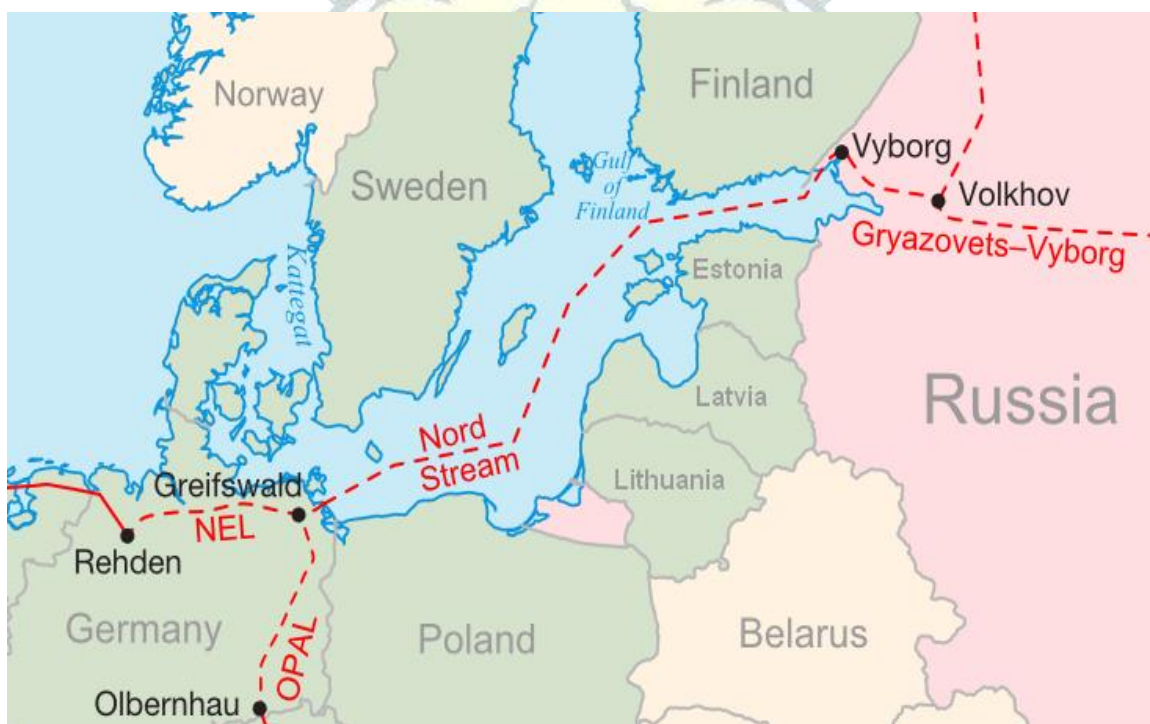 Norway
Finland
Sweden
Gulf
of
Finland
Vyborg
Volkhov
Gryazovets–Vyborg
Kattegat
Estonia
Latvia
Russia
Nord
Stream
Lithuania
Greifswald
NEL
Rehden
Germany
OPAL
Poland
Belarus
Olbernhau